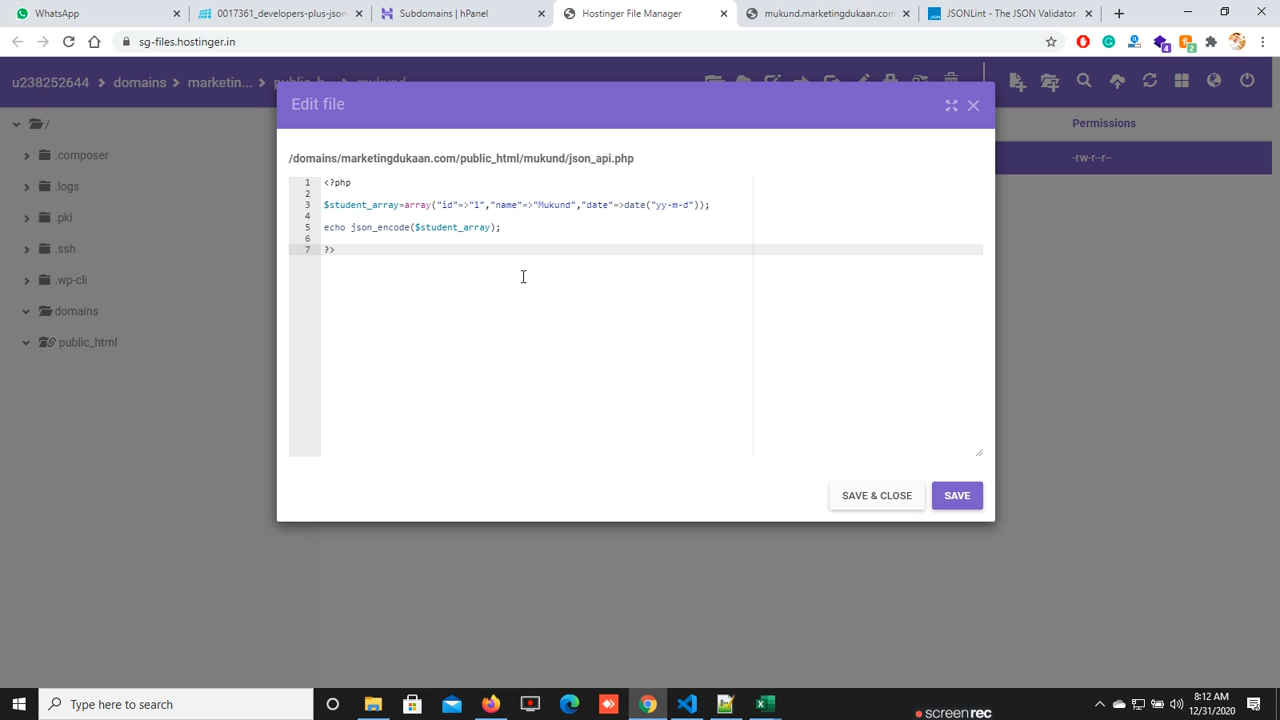 WhatsApp
0017361_developers-plus-json
Subdomains | hPanel
Hostinger File Manager
mukund.marketingdukaan.com
JSONLint - The JSON Validator
sg-files.hostinger.in
4
2
u238252644 domains marketin... public_h... mukund
Edit file
Permissions
/
.composer
.logs
.pki
.ssh
.wp-cli
domains
public_html
-rw-r--r--
/domains/marketingdukaan.com/public_html/mukund/json_api.php
1 <?php
2
3 $student_array=array("id"=>"1","name"=>"Mukund","date"=>date("yy-m-d"));
4
5 echo json_encode($student_array);
6
7 ?>
SAVE & CLOSE
SAVE
Type here to search
screenrec
8:12 AM
12/31/2020